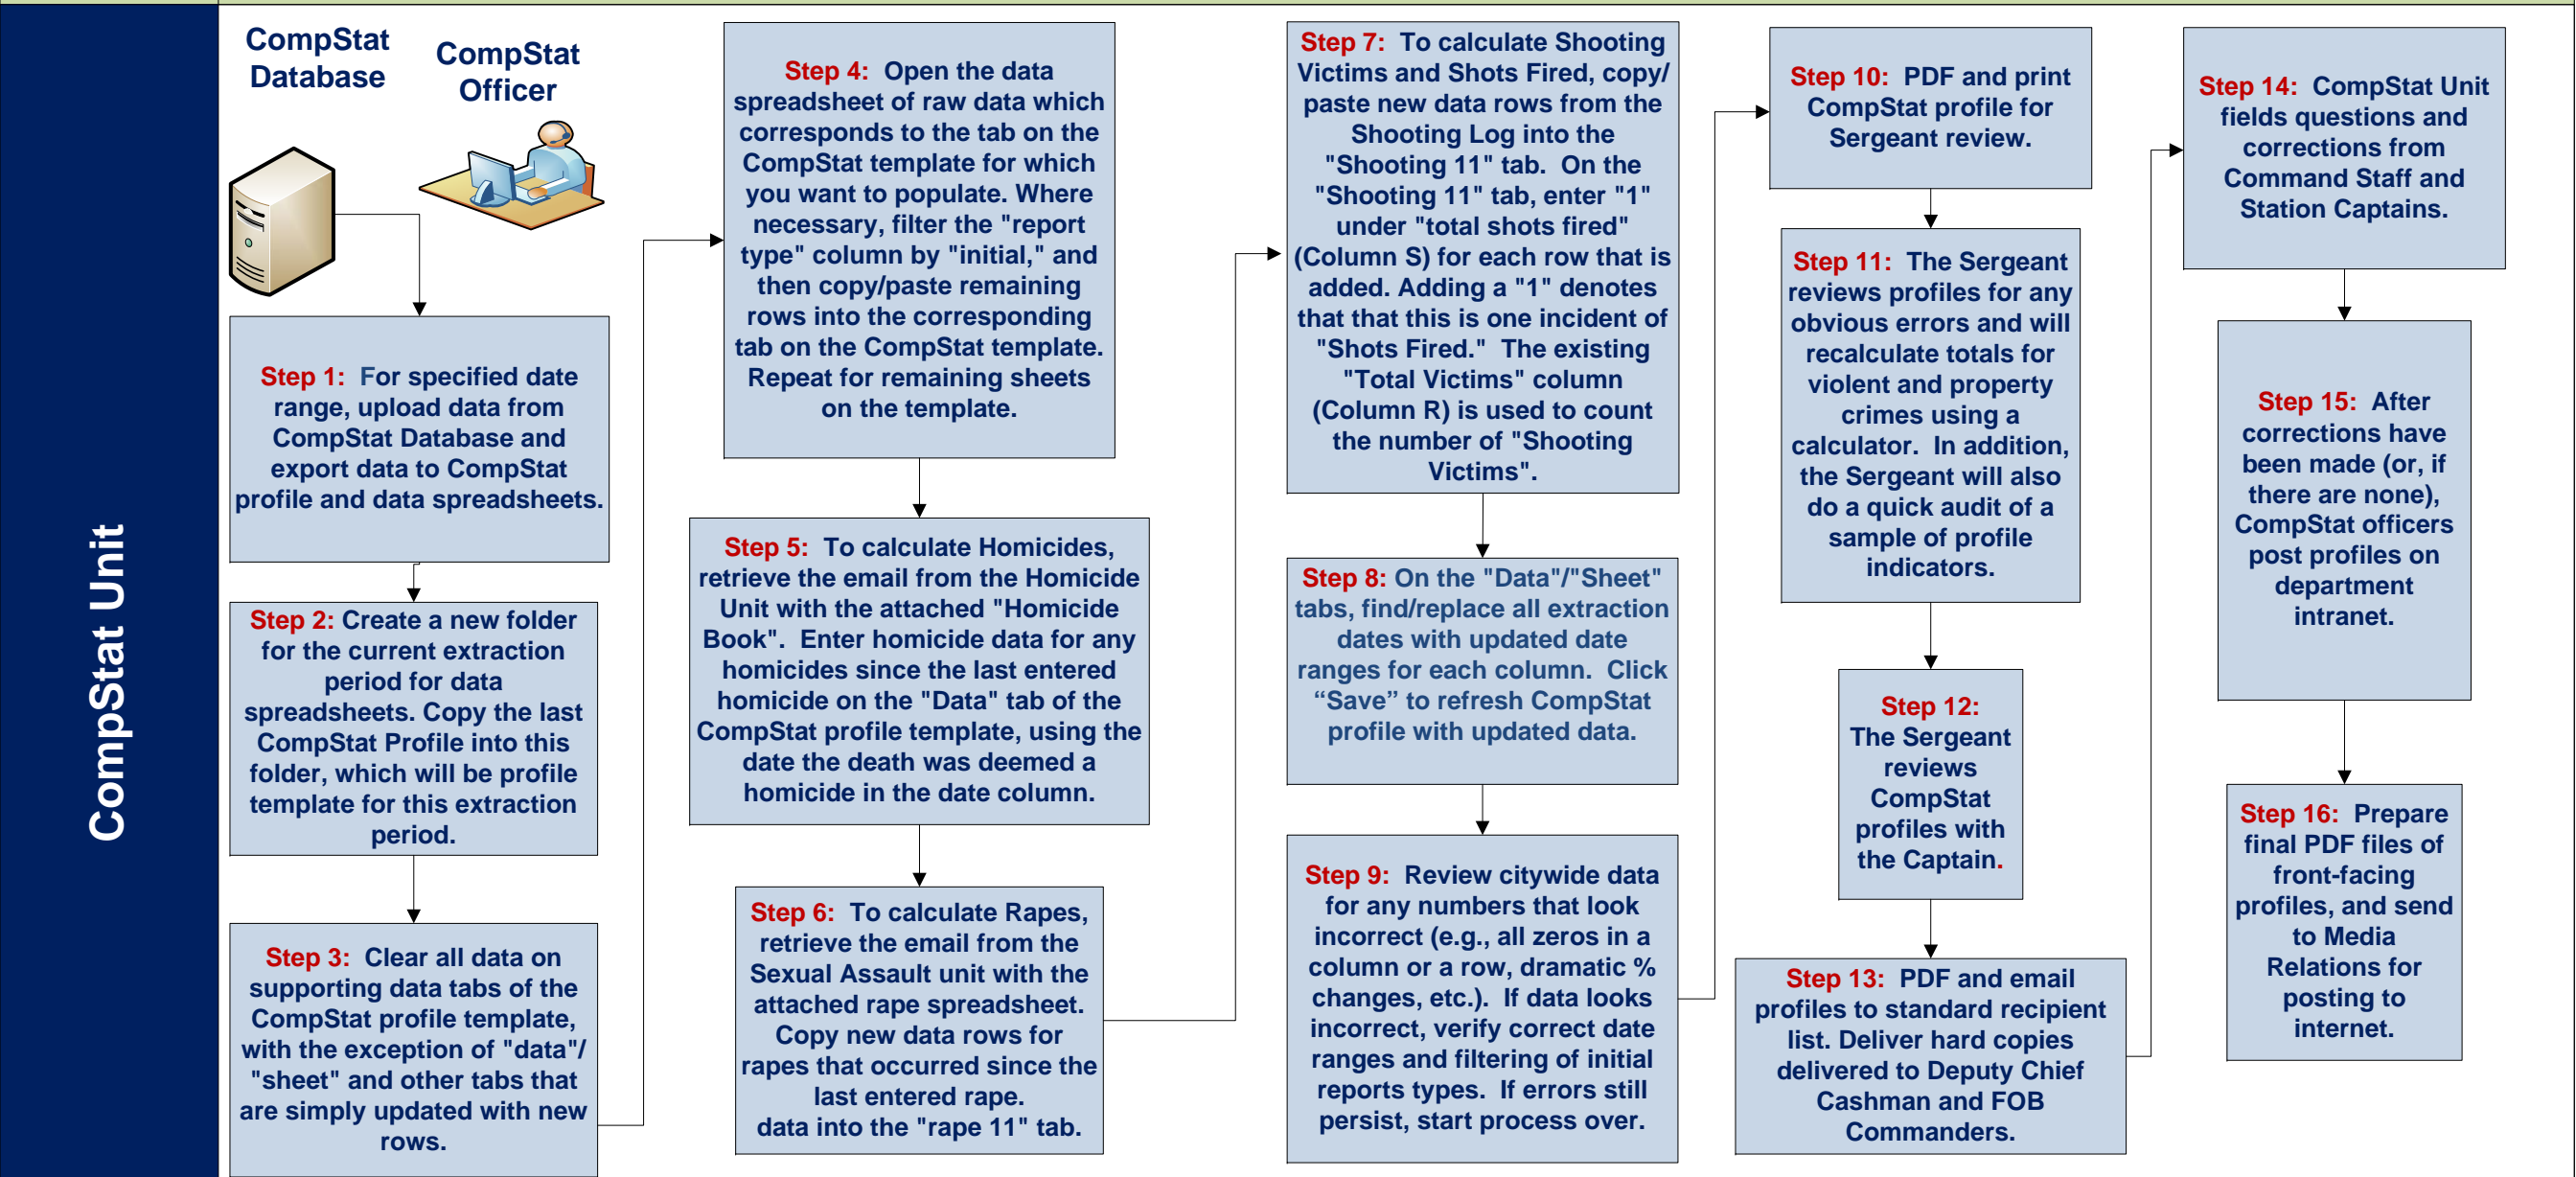 CompStat Unit
CompStat
Database
CompStat
Officer
Step 1:  For specified date
range, upload data from
CompStat Database and
export data to CompStat
profile and data spreadsheets.
Step 2: Create a new folder
for the current extraction
period for data
spreadsheets. Copy the last
CompStat Profile into this
folder, which will be profile
template for this extraction
period.
Step 3:  Clear all data on
supporting data tabs of the
CompStat profile template,
with the exception of "data"/
"sheet" and other tabs that
are simply updated with new
rows.
Step 4:  Open the data
spreadsheet of raw data which
corresponds to the tab on the
CompStat template for which
you want to populate. Where
necessary, filter the "report
type" column by "initial," and
then copy/paste remaining
rows into the corresponding
tab on the CompStat template.
Repeat for remaining sheets
on the template.
Step 5:  To calculate Homicides,
retrieve the email from the Homicide
Unit with the attached "Homicide
Book".  Enter homicide data for any
homicides since the last entered
homicide on the "Data" tab of the
CompStat profile template, using the
date the death was deemed a
homicide in the date column.
Step 6:  To calculate Rapes,
retrieve the email from the
Sexual Assault unit with the
attached rape spreadsheet.
Copy new data rows for
rapes that occurred since the
last entered rape.
data into the "rape 11" tab.
Step 7:  To calculate Shooting
Victims and Shots Fired, copy/
paste new data rows from the
Shooting Log into the
"Shooting 11" tab.  On the
"Shooting 11" tab, enter "1"
under "total shots fired"
(Column S) for each row that is
added. Adding a "1" denotes
that that this is one incident of
"Shots Fired."  The existing
"Total Victims" column
(Column R) is used to count
the number of "Shooting
Victims".
Step 8: On the "Data"/"Sheet"
tabs, find/replace all extraction
dates with updated date
ranges for each column.  Click
“Save” to refresh CompStat
profile with updated data.
Step 9:  Review citywide data
for any numbers that look
incorrect (e.g., all zeros in a
column or a row, dramatic %
changes, etc.).  If data looks
incorrect, verify correct date
ranges and filtering of initial
reports types.  If errors still
persist, start process over.
Step 10:  PDF and print
CompStat profile for
Sergeant review.
Step 11:  The Sergeant
reviews profiles for any
obvious errors and will
recalculate totals for
violent and property
crimes using a
calculator.  In addition,
the Sergeant will also
do a quick audit of a
sample of profile
indicators.
Step 12:
The Sergeant
reviews
CompStat
profiles with
the Captain.
Step 13:  PDF and email
profiles to standard recipient
list. Deliver hard copies
delivered to Deputy Chief
Cashman and FOB
Commanders.
Step 14:  CompStat Unit
fields questions and
corrections from
Command Staff and
Station Captains.
Step 15:  After
corrections have
been made (or, if
there are none),
CompStat officers
post profiles on
department
intranet.
Step 16:  Prepare
final PDF files of
front-facing
profiles, and send
to Media
Relations for
posting to
internet.